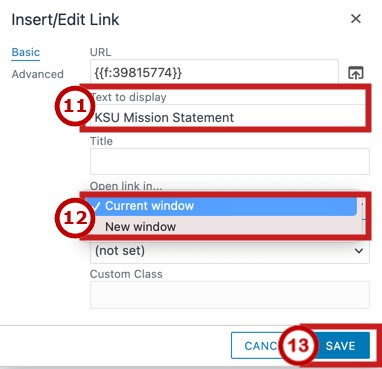 Insert/Edit Link
Basic
Advanced
URL
{{f:39815774}}
11
Text to display
KSU Mission Statement
Title
Open link in...
12
✓ Current window
New window
(not set)
Custom Class
13
SAVE